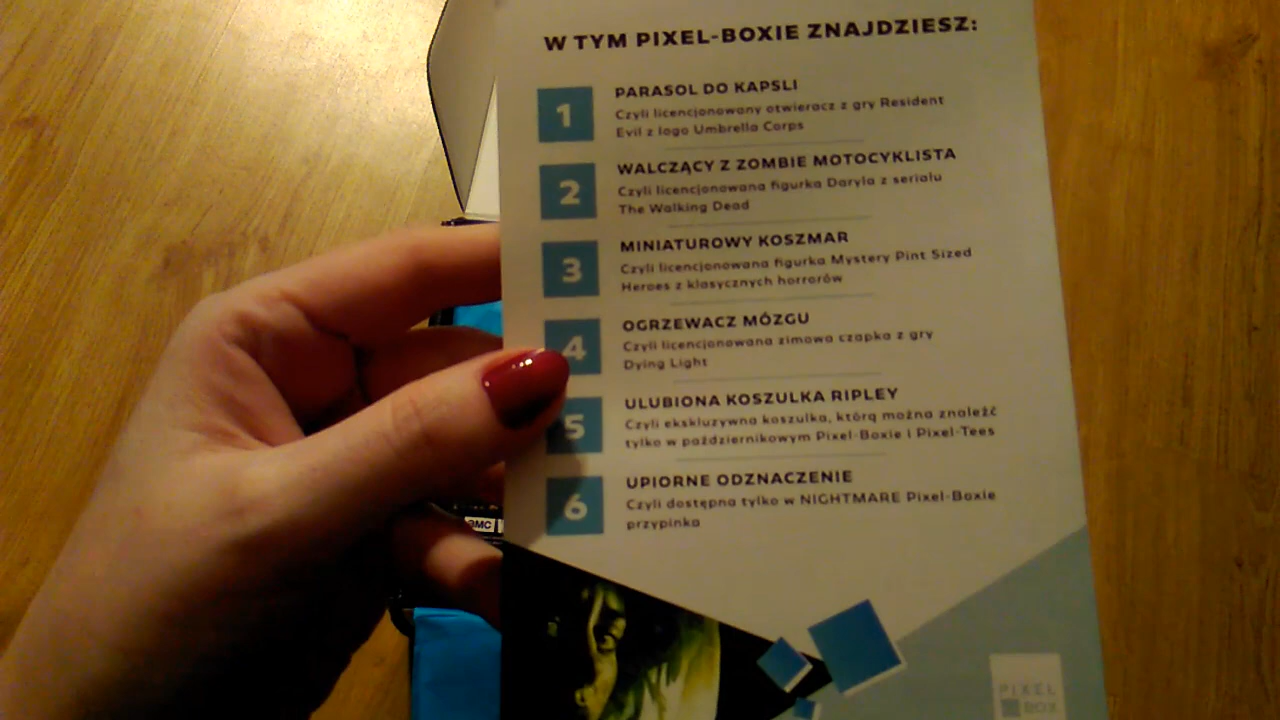 W TYM PIXEL-BOXIE ZNAJDZIESZ:
1
PARASOL DO KAPSLI
Czyli licencjonowany otwieracz z gry Resident
Evil z logo Umbrella Corps
2
WALCZĄCY Z ZOMBIE MOTOCYKLISTA
Czyli licencjonowana figurka Daryla z serialu
The Walking Dead
3
MINIATUROWY KOSZMAR
Czyli licencjonowana figurka Mystery Pint Sized
Heroes z klasycznych horrorów
4
OGRZEWACZ MÓZGU
Czyli licencjonowana zimowa czapka z gry
Dying Light
5
ULUBIONA KOSZULKA RIPLEY
Czyli ekskluzywna koszulka, którą można znaleźć
tylko w październikowym Pixel-Boxie i Pixel-Tees
6
UPIORNE ODZNACZENIE
Czyli dostępna tylko w NIGHTMARE Pixel-Boxie
przypinka
PIXEL
BOX